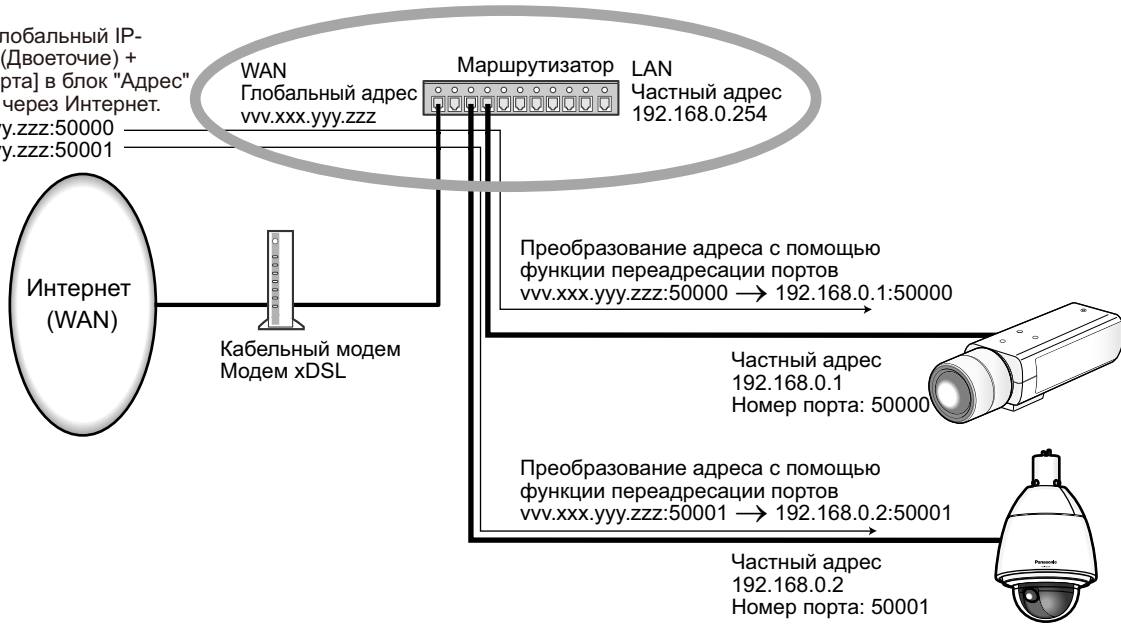 лобальный IP-
(Двоеточие) +
рта] в блок "Адрес"
через Интернет.
y.zzz:50000
y.zzz:50001
WAN
Глобальный адрес
vvv.xxx.yyy.zzz
Маршрутизатор
LAN
Частный адрес
192.168.0.254
Интернет
(WAN)
Кабельный модем
Модем xDSL
Преобразование адреса с помощью
функции переадресации портов
vvv.xxx.yyy.zzz:50000 → 192.168.0.1:50000
Частный адрес
192.168.0.1
Номер порта: 50000
Преобразование адреса с помощью
функции переадресации портов
vvv.xxx.yyy.zzz:50001 → 192.168.0.2:50001
Частный адрес
192.168.0.2
Номер порта: 50001
Panasonic